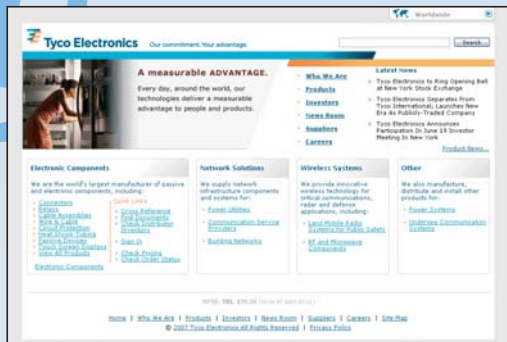 Worldwide
Tyco Electronics
Our commitment. Your advantage.
Search
A measurable ADVANTAGE.
Every day, around the world, our
technologies deliver a measurable
advantage to people and products.
Who We Are
Products
Investors
News Room
Suppliers
Careers
Latest News
Tyco Electronics to Ring Opening Bell
at New York Stock Exchange
Tyco Electronics Separates From
Tyco International; Launches New
Era As Publicly-Traded Company
Tyco Electronics Announces
Participation In June 19 Investor
Meeting In New York
Product News...
Electronic Components
We are the world's largest manufacturer of passive
and electronic components, including:
Connectors
Relays
Cable Assemblies
Wire & Cable
Circuit Protection
Heat Shrink Tubing
Passive Devices
Touch Screen Displays
View All Products
Electronic Components
Quick Links
Cross Reference
Find Documents
Check Distributor
Inventory
Sign In
Check Pricing
Check Order Status
Network Solutions
We supply network
infrastructure components
and systems for:
Power Utilities
Communication Service
Providers
Building Networks
Wireless Systems
We provide innovative
wireless technology for
critical communications,
radar and defense
applications, including:
Land Mobile Radio
Systems for Public Safety
RF and Microwave
Components
Other
We also manufacture,
distribute and install other
products for:
Power Systems
Undersea Communication
Systems
NYSE: TEL
Home | Who We Are | Products | Investors | News Room | Suppliers | Careers | Site Map
© 2007 Tyco Electronics All Rights Reserved | Privacy Policy